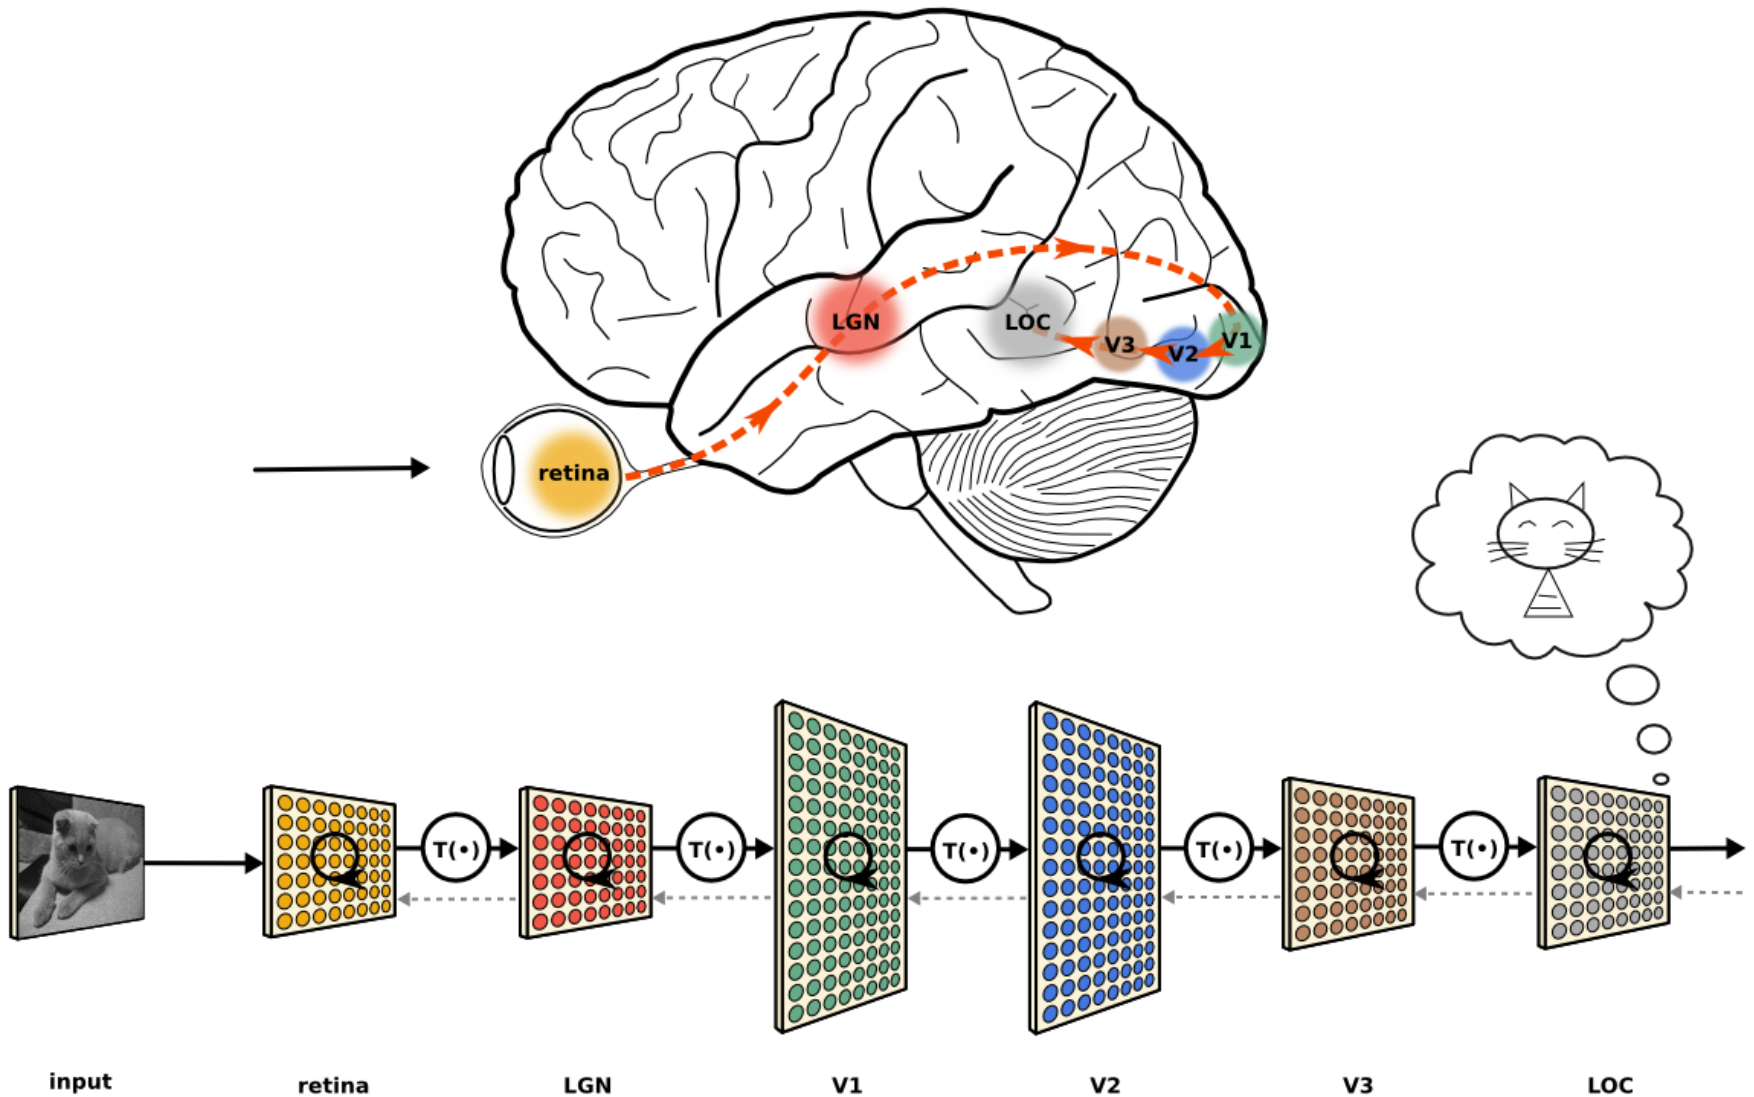 LGN
LOC
V3
V2
V1
retina
T(•)
T(•)
T(•)
T(•)
T(•)
input
retina
LGN
V1
V2
V3
LOC